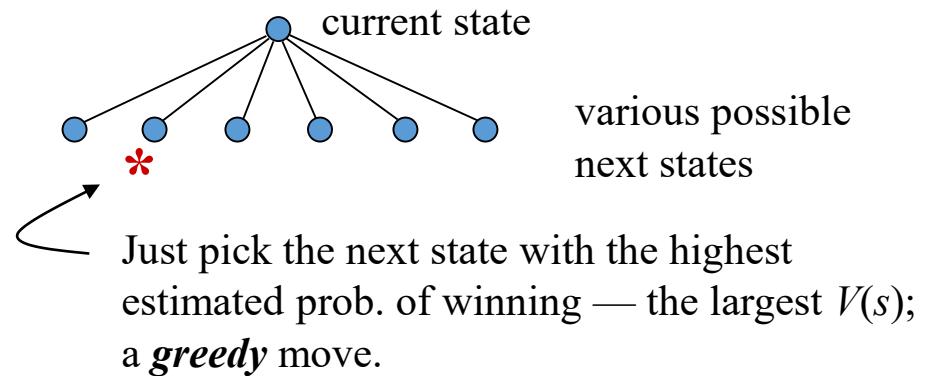 current state
various possible
next states
*
Just pick the next state with the highest
estimated prob. of winning — the largest V(s);
a greedy move.